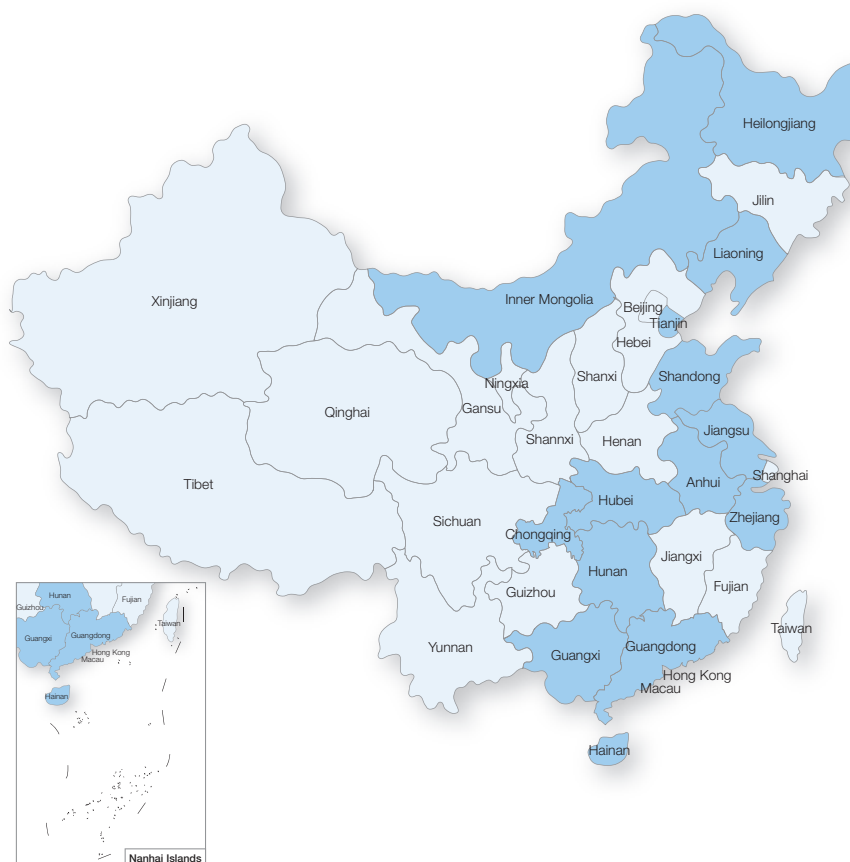 Heilongjiang
Jilin
Liaoning
Xinjiang
Inner Mongolia
Beijing
Tianjin
Hebei
Shanxi
Shandong
Ningxia
Gansu
Qinghai
Jiangsu
Shannxi
Henan
Shanghai
Tibet
Anhui
Hubei
Zhejiang
Sichuan
Chongqing
Jiangxi
Hunan
Fujian
Guizhou
Taiwan
Yunnan
Guangxi
Guangdong
Hong Kong
Macau
Hainan
Hunan
Fujian
Guizhou
Taiwan
Guangxi
Guangdong
Hong Kong
Macau
Hainan
Nanhai Islands